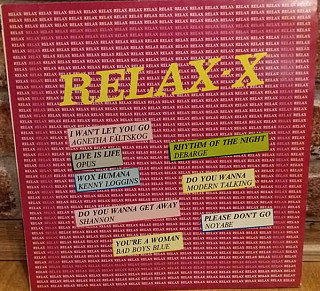 RELAX-X
I WANT LET YOU GO
AGNETHA FÄLTSKOG
LIVE IS LIFE
OPUS
WOX HUMANA
KENNY LOGGINS
RHYTHM OF THE NIGHT
DEBARGE
DO YOU WANNA
MODERN TALKING
DO YOU WANNA GET AWAY
SHANNON
PLEASE DON'T GO
NOYABE
YOU'RE A WOMAN
BAD BOYS BLUE